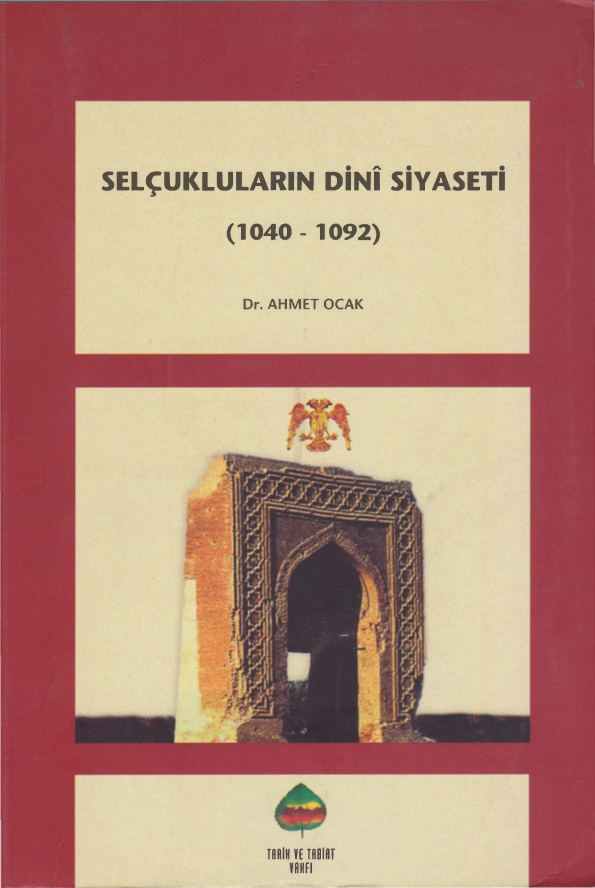 SELÇUKLULARIN DİNÎ SİYASETİ
(1040 - 1092)
Dr. AHMET OCAK
TARİH VE TABİAT
VAKFI